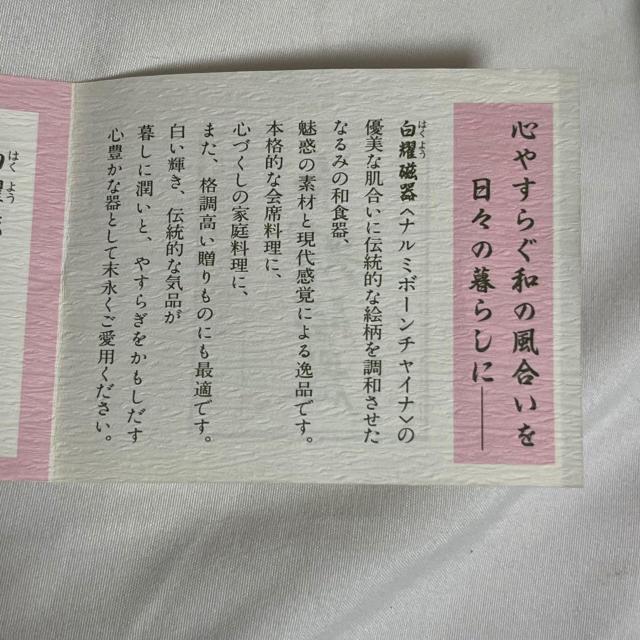 心やすらぐ和の風合いを
日々の暮らしに──
白耀磁器〈ナルミボーンチャイナ〉の
はくよう
優美な肌合いに伝統的な絵柄を調和させた
なるみの和食器、
魅惑の素材と現代感覚による逸品です。
本格的な会席料理に、
心づくしの家庭料理に、
また、格調高い贈りものにも最適です。
白い輝き、伝統的な気品が
暮しに潤いと、やすらぎをかもしだす
心豊かな器として末永くご愛用ください。
はくよう